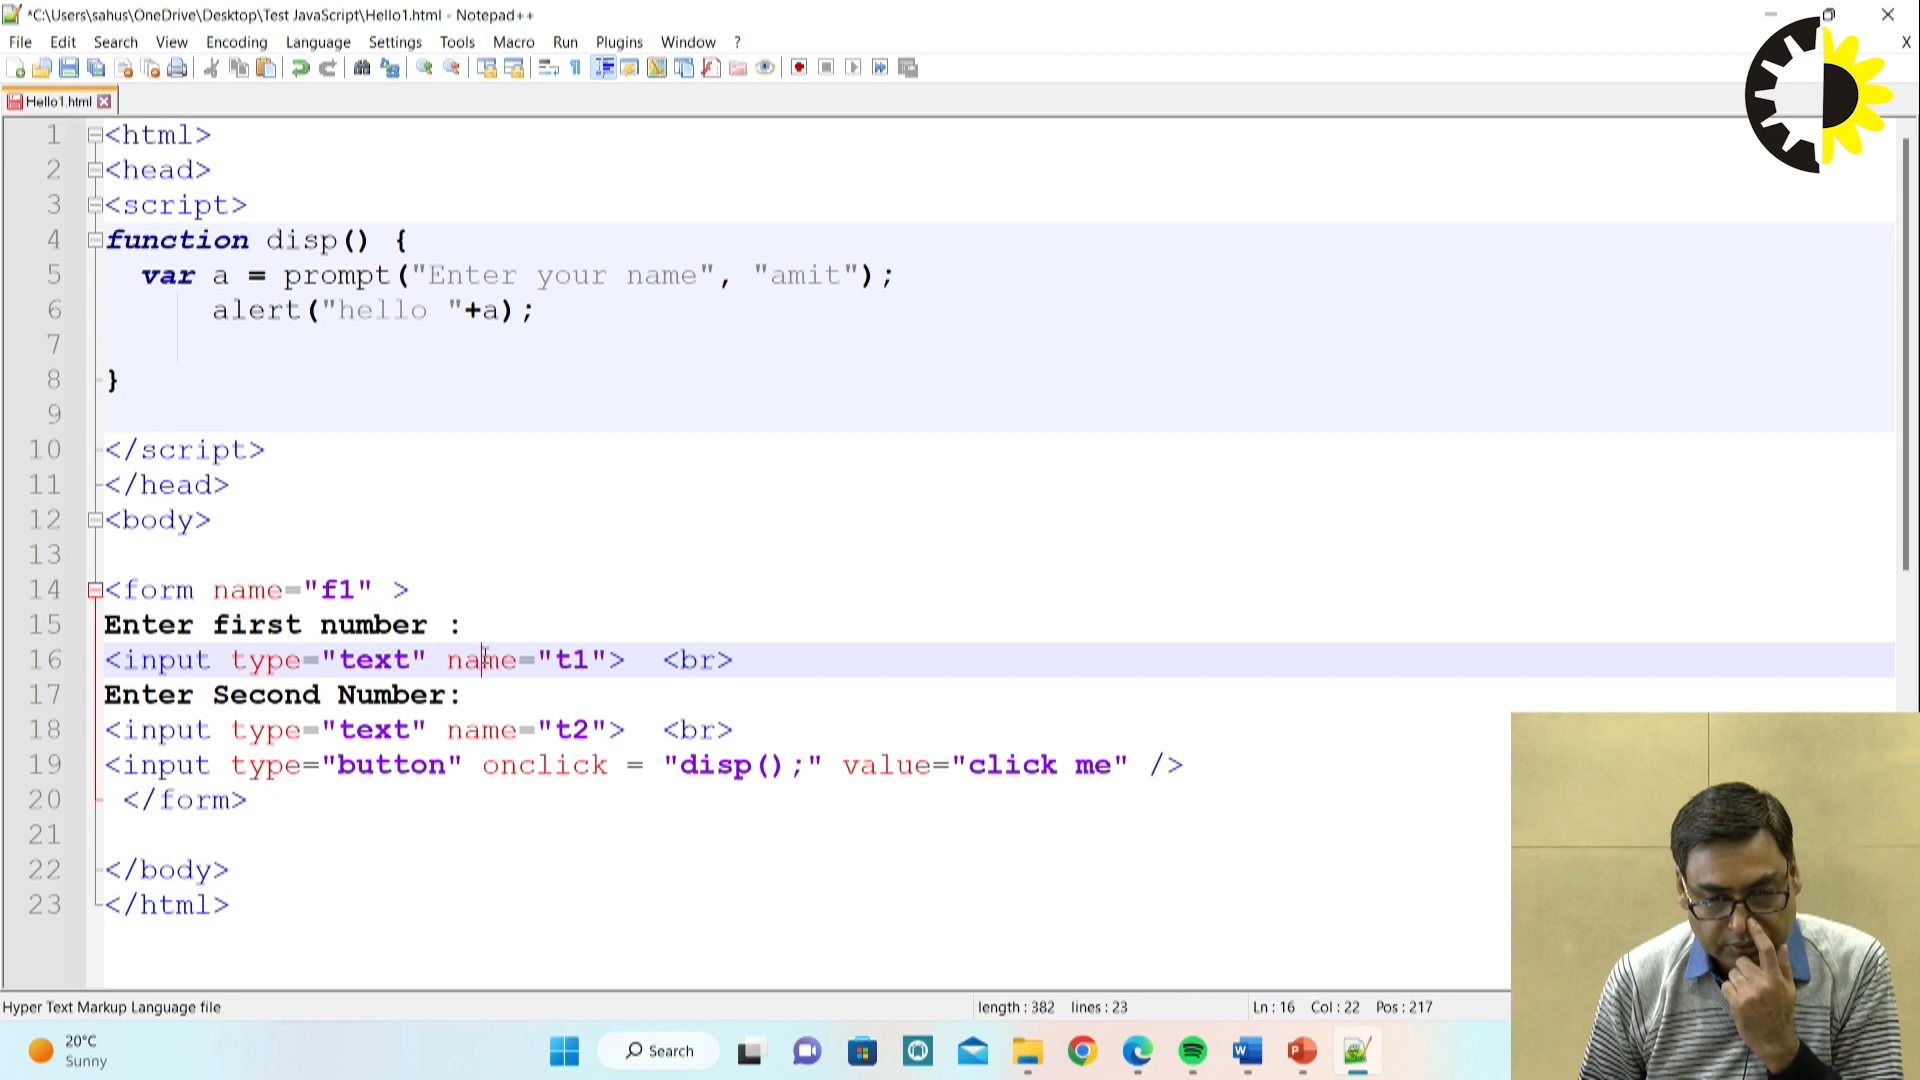 *C:\Users\sahus\OneDrive\Desktop\Test JavaScript\Hello1.html - Notepad++
File Edit Search View Encoding Language Settings Tools Macro Run Plugins Window ? X
Hello1.html
1 <html>
2 <head>
3 <script>
4 function disp() {
5 var a = prompt("Enter your name", "amit");
6 alert("hello "+a);
7
8 }
9
10 </script>
11 </head>
12 <body>
13
14 <form name="f1" >
15 Enter first number :
16 <input type="text" name="t1"> <br>
17 Enter Second Number:
18 <input type="text" name="t2"> <br>
19 <input type="button" onclick = "disp();" value="click me" />
20 </form>
21
22 </body>
23 </html>
Hyper Text Markup Language file length : 382 lines : 23 Ln : 16 Col : 22 Pos : 217
20°C
Sunny
Search